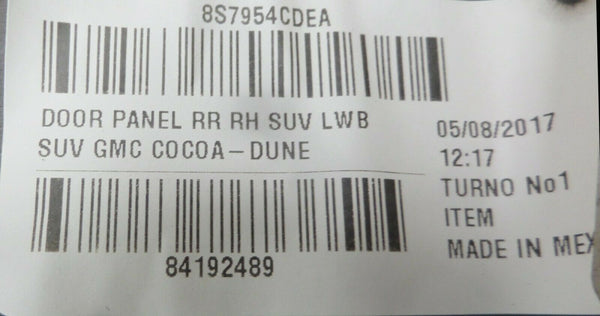 8S7954CDEA
DOOR PANEL RR RH SUV LWB
SUV GMC COCOA-DUNE
84192489
05/08/2017
12:17
TURNO No1
ITEM
MADE IN MEX